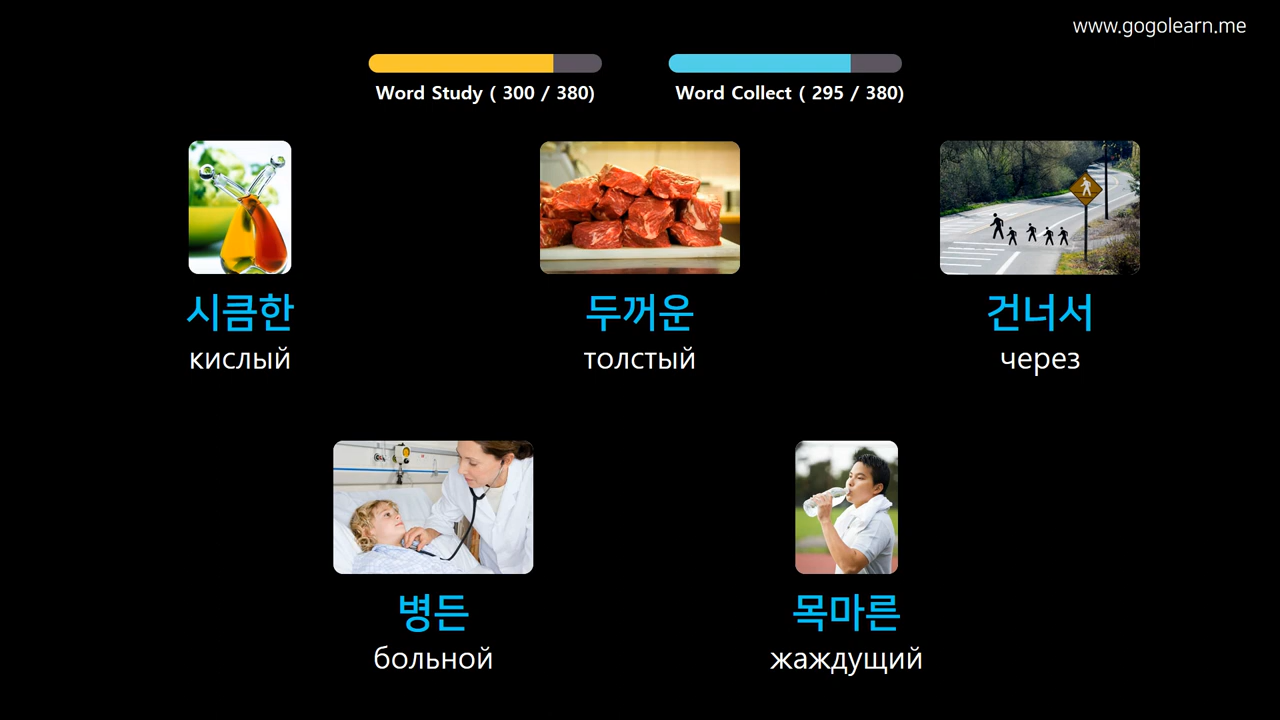 www.gogolearn.me
Word Study ( 300 / 380)
Word Collect ( 295 / 380)
시큼한
кислый
두꺼운
толстый
건너서
через
병든
больной
목마른
жаждущий